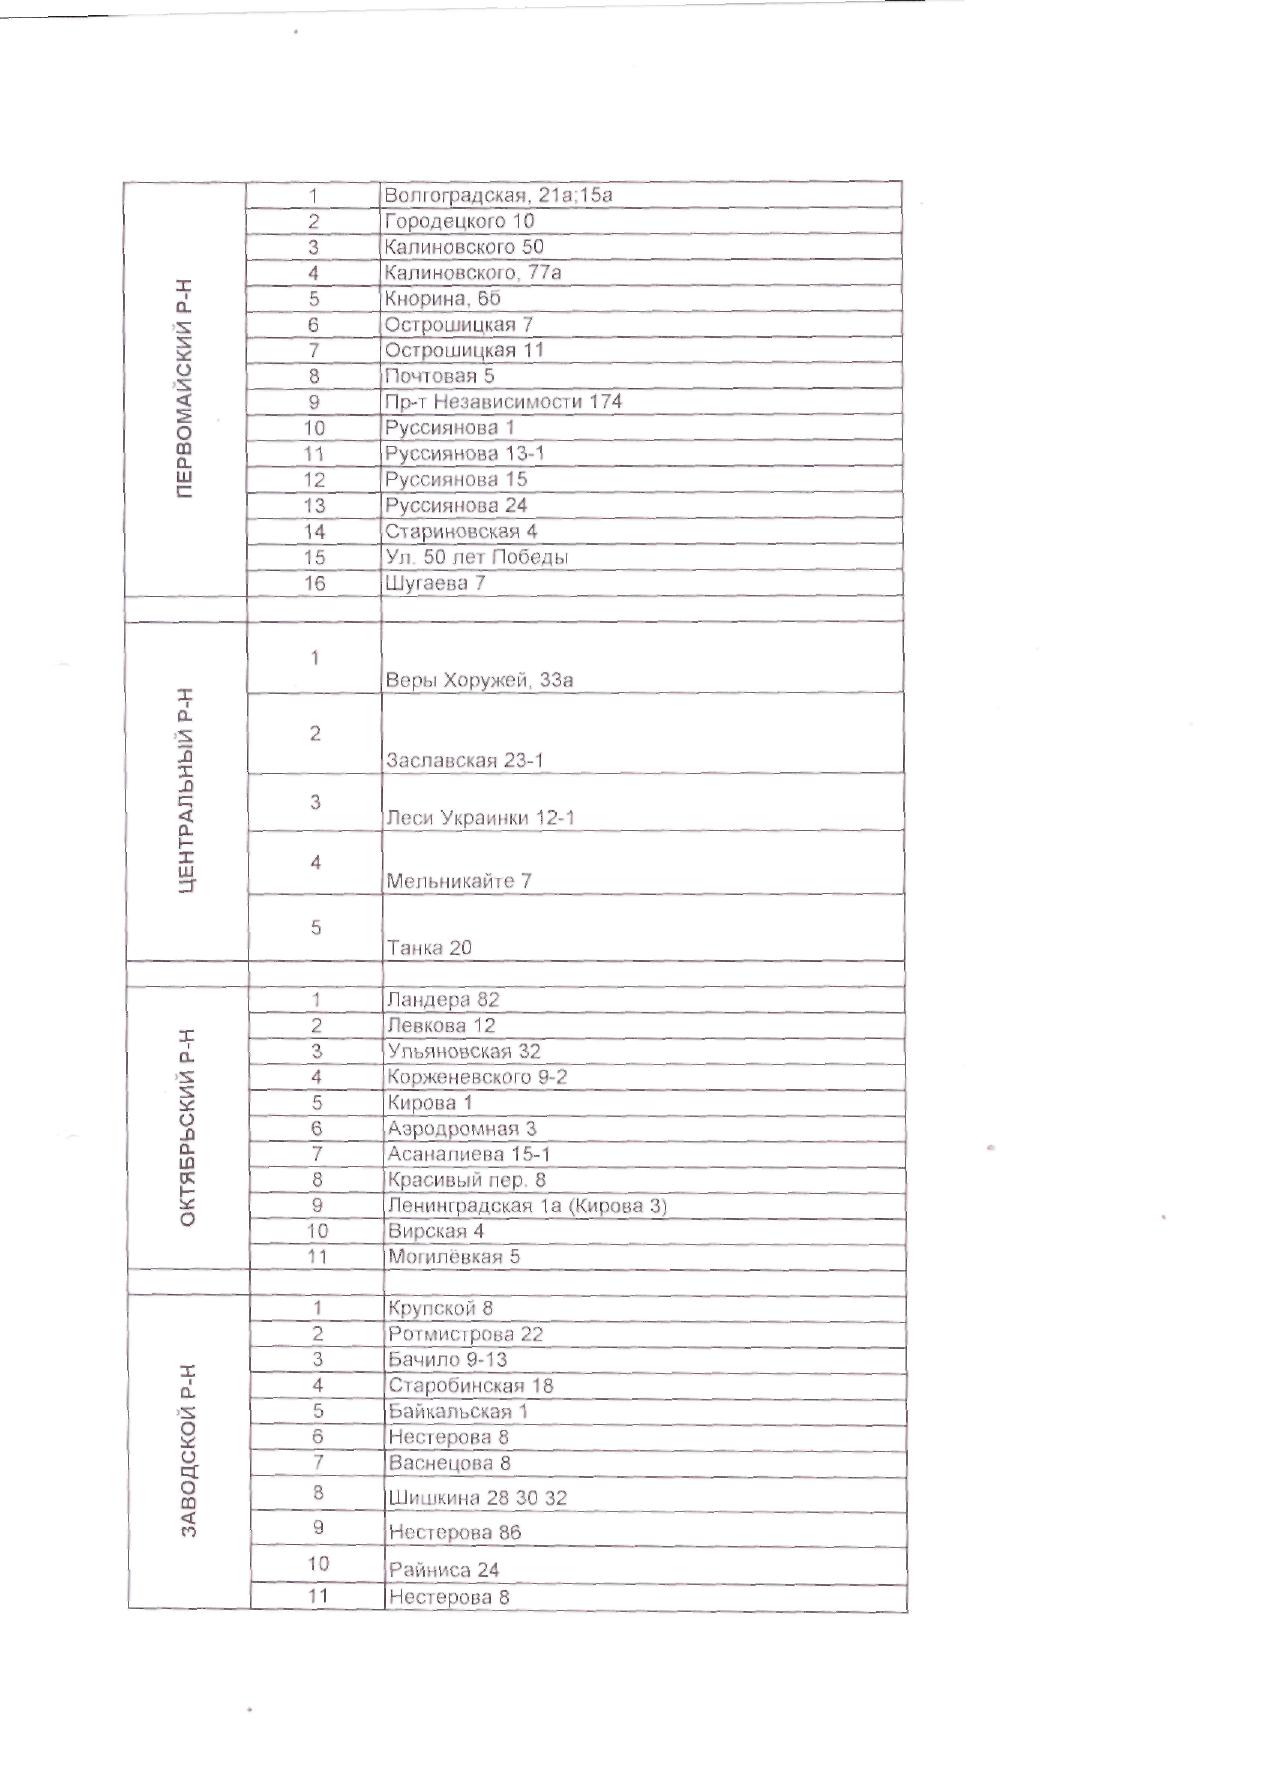 ПЕРВОМАЙСКИЙ Р-Н
1 Волгоградская, 21а;15а
2 Городецкого 10
3 Калиновского 50
4 Калиновского, 77а
5 Кнорина, 6б
6 Острошицкая 7
7 Острошицкая 11
8 Почтовая 5
9 Пр-т Независимости 174
10 Руссиянова 1
11 Руссиянова 13-1
12 Руссиянова 15
13 Руссиянова 24
14 Стариновская 4
15 Ул. 50 лет Победы
16 Шугаева 7
ЦЕНТРАЛЬНЫЙ Р-Н
1 Веры Хоружей, 33а
2 Заславская 23-1
3 Леси Украинки 12-1
4 Мельникайте 7
5 Танка 20
ОКТЯБРЬСКИЙ Р-Н
1 Ландера 82
2 Левкова 12
3 Ульяновская 32
4 Корженевского 9-2
5 Кирова 1
6 Аэродромная 3
7 Асаналиева 15-1
8 Красивый пер. 8
9 Ленинградская 1а (Кирова 3)
10 Вирская 4
11 Могилёвкая 5
ЗАВОДСКОЙ Р-Н
1 Крупской 8
2 Ротмистрова 22
3 Бачило 9-13
4 Старобинская 18
5 Байкальская 1
6 Нестерова 8
7 Васнецова 8
8 Шишкина 28 30 32
9 Нестерова 86
10 Райниса 24
11 Нестерова 8